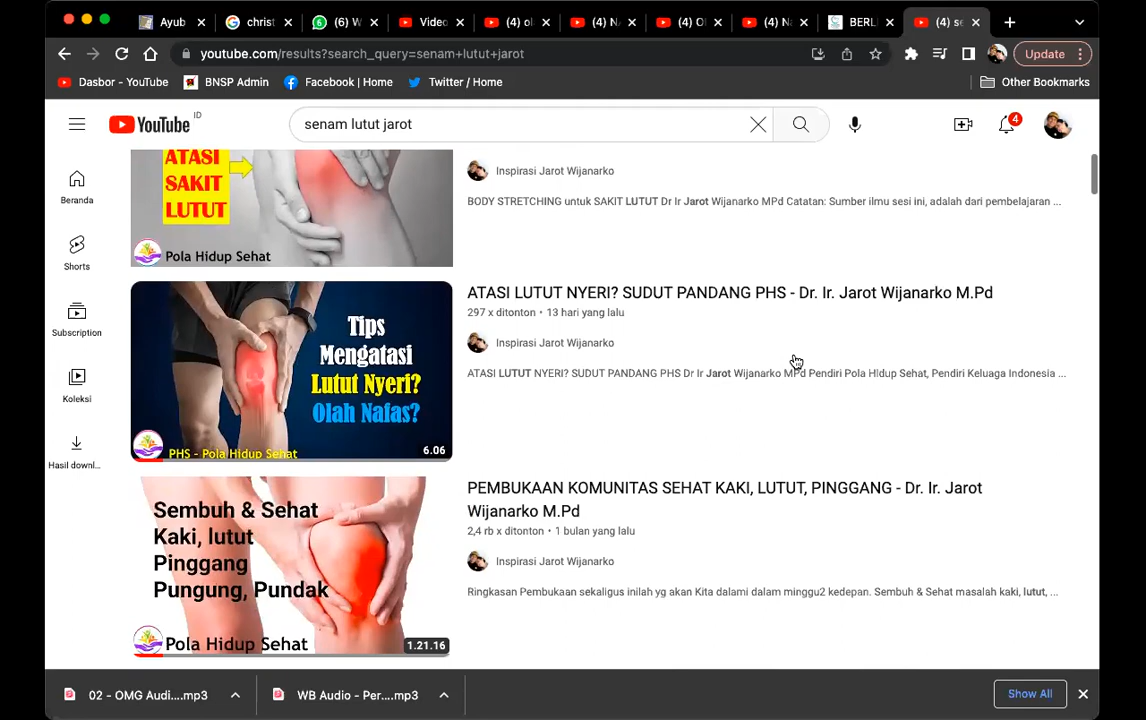 Ayub
christ
(6) W
Video
(4) ol
(4) NA
(4) Ol
(4) Na
BERL
(4) se
youtube.com/results?search_query=senam+lutut+jarot
Update
Dasbor - YouTube
BNSP Admin
Facebook | Home
Twitter / Home
Other Bookmarks
YouTube ID
senam lutut jarot
4
Beranda
Shorts
Subscription
Koleksi
Hasil downl...
ATASI
SAKIT
LUTUT
Pola Hidup Sehat
Inspirasi Jarot Wijanarko
BODY STRETCHING untuk SAKIT LUTUT Dr Ir Jarot Wijanarko MPd Catatan: Sumber ilmu sesi ini, adalah dari pembelajaran ...
Tips
Mengatasi
Lutut Nyeri?
Olah Nafas?
PHS - Pola Hidup Sehat
6.06
ATASI LUTUT NYERI? SUDUT PANDANG PHS - Dr. Ir. Jarot Wijanarko M.Pd
297 x ditonton • 13 hari yang lalu
Inspirasi Jarot Wijanarko
ATASI LUTUT NYERI? SUDUT PANDANG PHS Dr Ir Jarot Wijanarko MPd Pendiri Pola Hidup Sehat, Pendiri Keluaga Indonesia ...
Sembuh & Sehat
Kaki, lutut
Pinggang
Pungung, Pundak
Pola Hidup Sehat
1.21.16
PEMBUKAAN KOMUNITAS SEHAT KAKI, LUTUT, PINGGANG - Dr. Ir. Jarot
Wijanarko M.Pd
2,4 rb x ditonton • 1 bulan yang lalu
Inspirasi Jarot Wijanarko
Ringkasan Pembukaan sekaligus inilah yg akan Kita dalami dalam minggu2 kedepan. Sembuh & Sehat masalah kaki, lutut, ...
02 - OMG Audi....mp3
WB Audio - Per....mp3
Show All